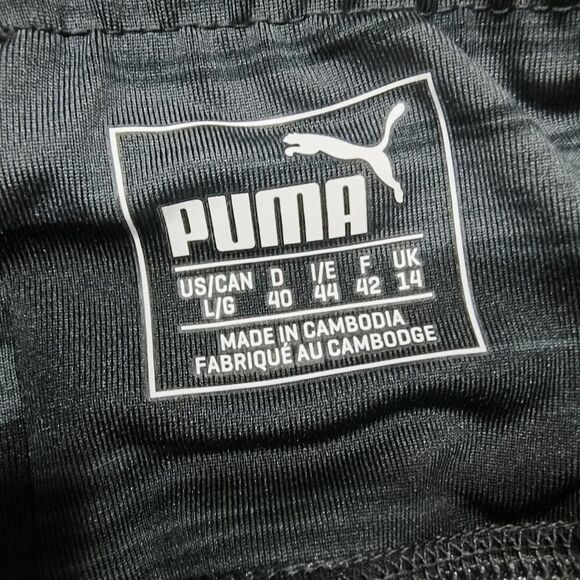 PUMA
US/CAN D I/E F UK
L/G 40 44 42 14
MADE IN CAMBODIA
FABRIQUÉ AU CAMBODGE